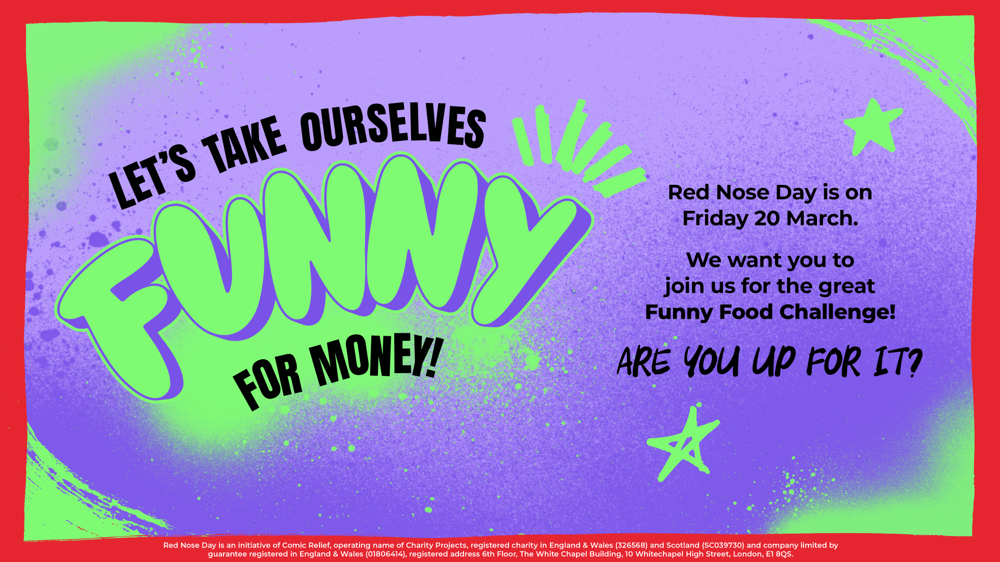 LET'S TAKE OURSELVES
FUNNY
FOR MONEY!
Red Nose Day is on
Friday 20 March.
We want you to
join us for the great
Funny Food Challenge!
ARE YOU UP FOR IT?
Red Nose Day is an initiative of Comic Relief, operating name of Charity Projects, registered charity in England & Wales (326568) and Scotland (SC039730) and company limited by
guarantee registered in England & Wales (01806414), registered address 6th Floor, The White Chapel Building, 10 Whitechapel High Street, London, E1 8QS.